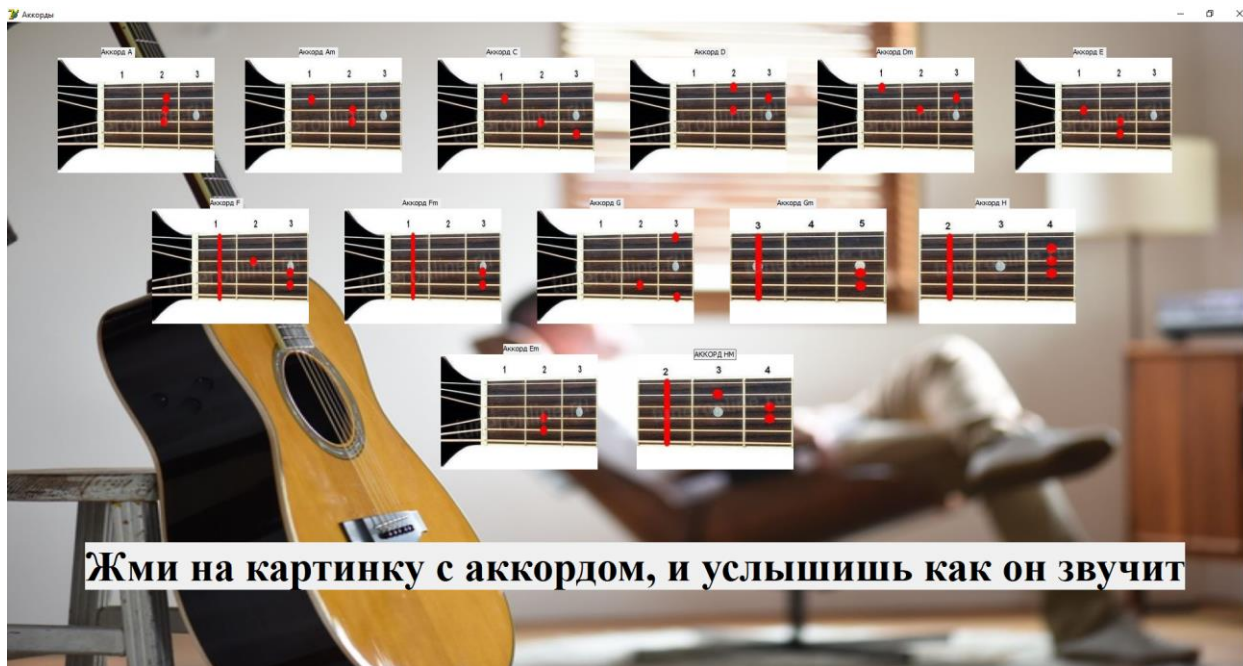 Аккорды
Аккорд A
Аккорд Am
Аккорд C
Аккорд D
Аккорд Dm
Аккорд E
1 2 3
1 2 3
1 2 3
1 2 3
1 2 3
1 2 3
Аккорд F
Аккорд Fm
Аккорд G
Аккорд Gm
Аккорд H
1 2 3
1 2 3
1 2 3
3 4 5
2 3 4
Аккорд Em
АККОРД HM
1 2 3
2 3 4
Жми на картинку с аккордом, и услышишь как он звучит